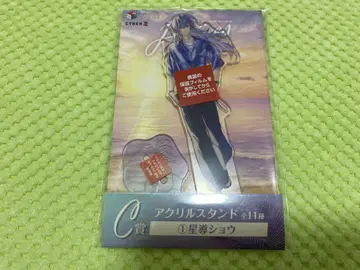 CYBER Z
表面の
保護フィルムを
剥がしてから
ご使用ください
C賞
アクリルスタンド 全11種
①星導ショウ